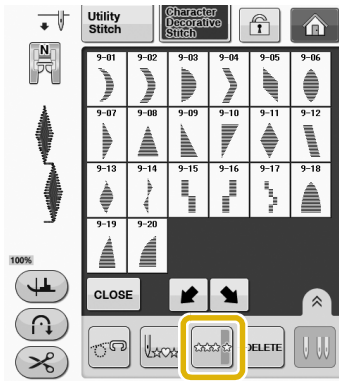 Utility
Stitch
Character
Decorative
Stitch
N
9-01 9-02 9-03 9-04 9-05 9-06
9-07 9-08 9-09 9-10 9-11 9-12
9-13 9-14 9-15 9-16 9-17 9-18
9-19 9-20
100%
CLOSE
DELETE